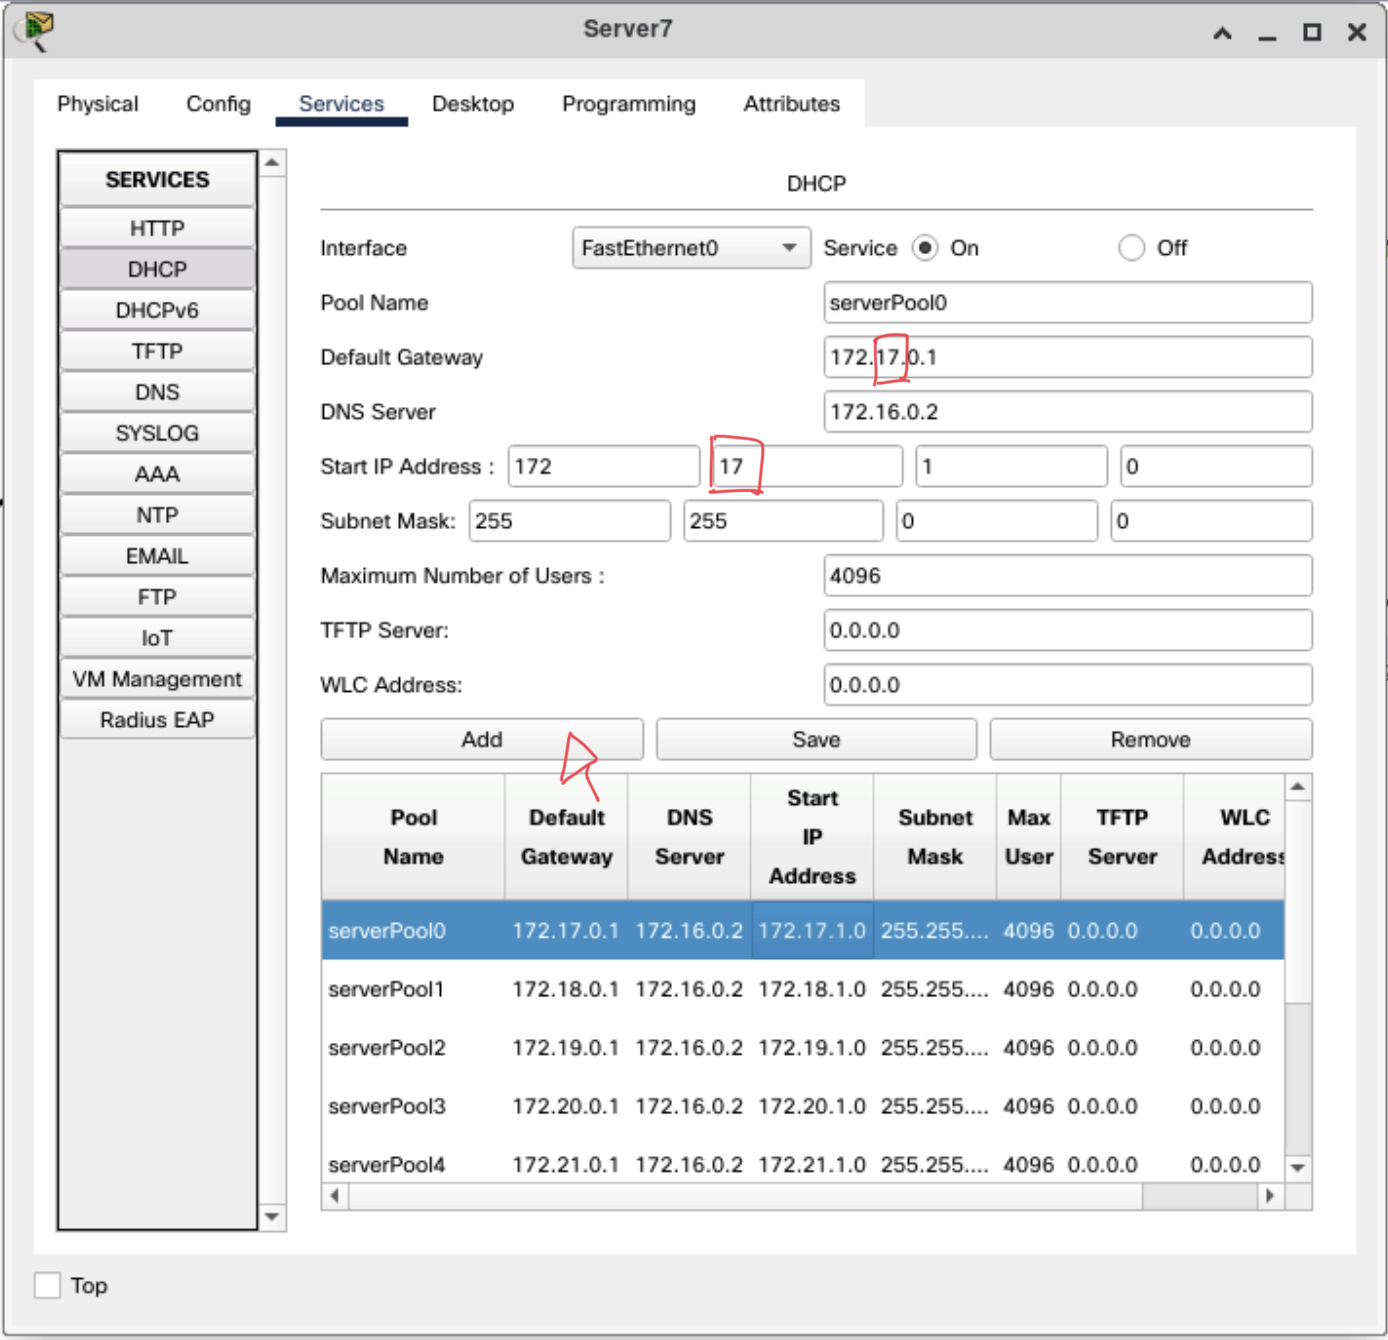 Server7
Physical Config Services Desktop Programming Attributes
SERVICES
HTTP
DHCP
DHCPv6
TFTP
DNS
SYSLOG
AAA
NTP
EMAIL
FTP
IoT
VM Management
Radius EAP
DHCP
Interface FastEthernet0 Service On Off
Pool Name serverPool0
Default Gateway 172.17.0.1
DNS Server 172.16.0.2
Start IP Address : 172 17 1 0
Subnet Mask: 255 255 0 0
Maximum Number of Users : 4096
TFTP Server: 0.0.0.0
WLC Address: 0.0.0.0
Add Save Remove
Pool Name Default Gateway DNS Server Start IP Address Subnet Mask Max User TFTP Server WLC Address
serverPool0 172.17.0.1 172.16.0.2 172.17.1.0 255.255.... 4096 0.0.0.0 0.0.0.0
serverPool1 172.18.0.1 172.16.0.2 172.18.1.0 255.255.... 4096 0.0.0.0 0.0.0.0
serverPool2 172.19.0.1 172.16.0.2 172.19.1.0 255.255.... 4096 0.0.0.0 0.0.0.0
serverPool3 172.20.0.1 172.16.0.2 172.20.1.0 255.255.... 4096 0.0.0.0 0.0.0.0
serverPool4 172.21.0.1 172.16.0.2 172.21.1.0 255.255.... 4096 0.0.0.0 0.0.0.0
Top